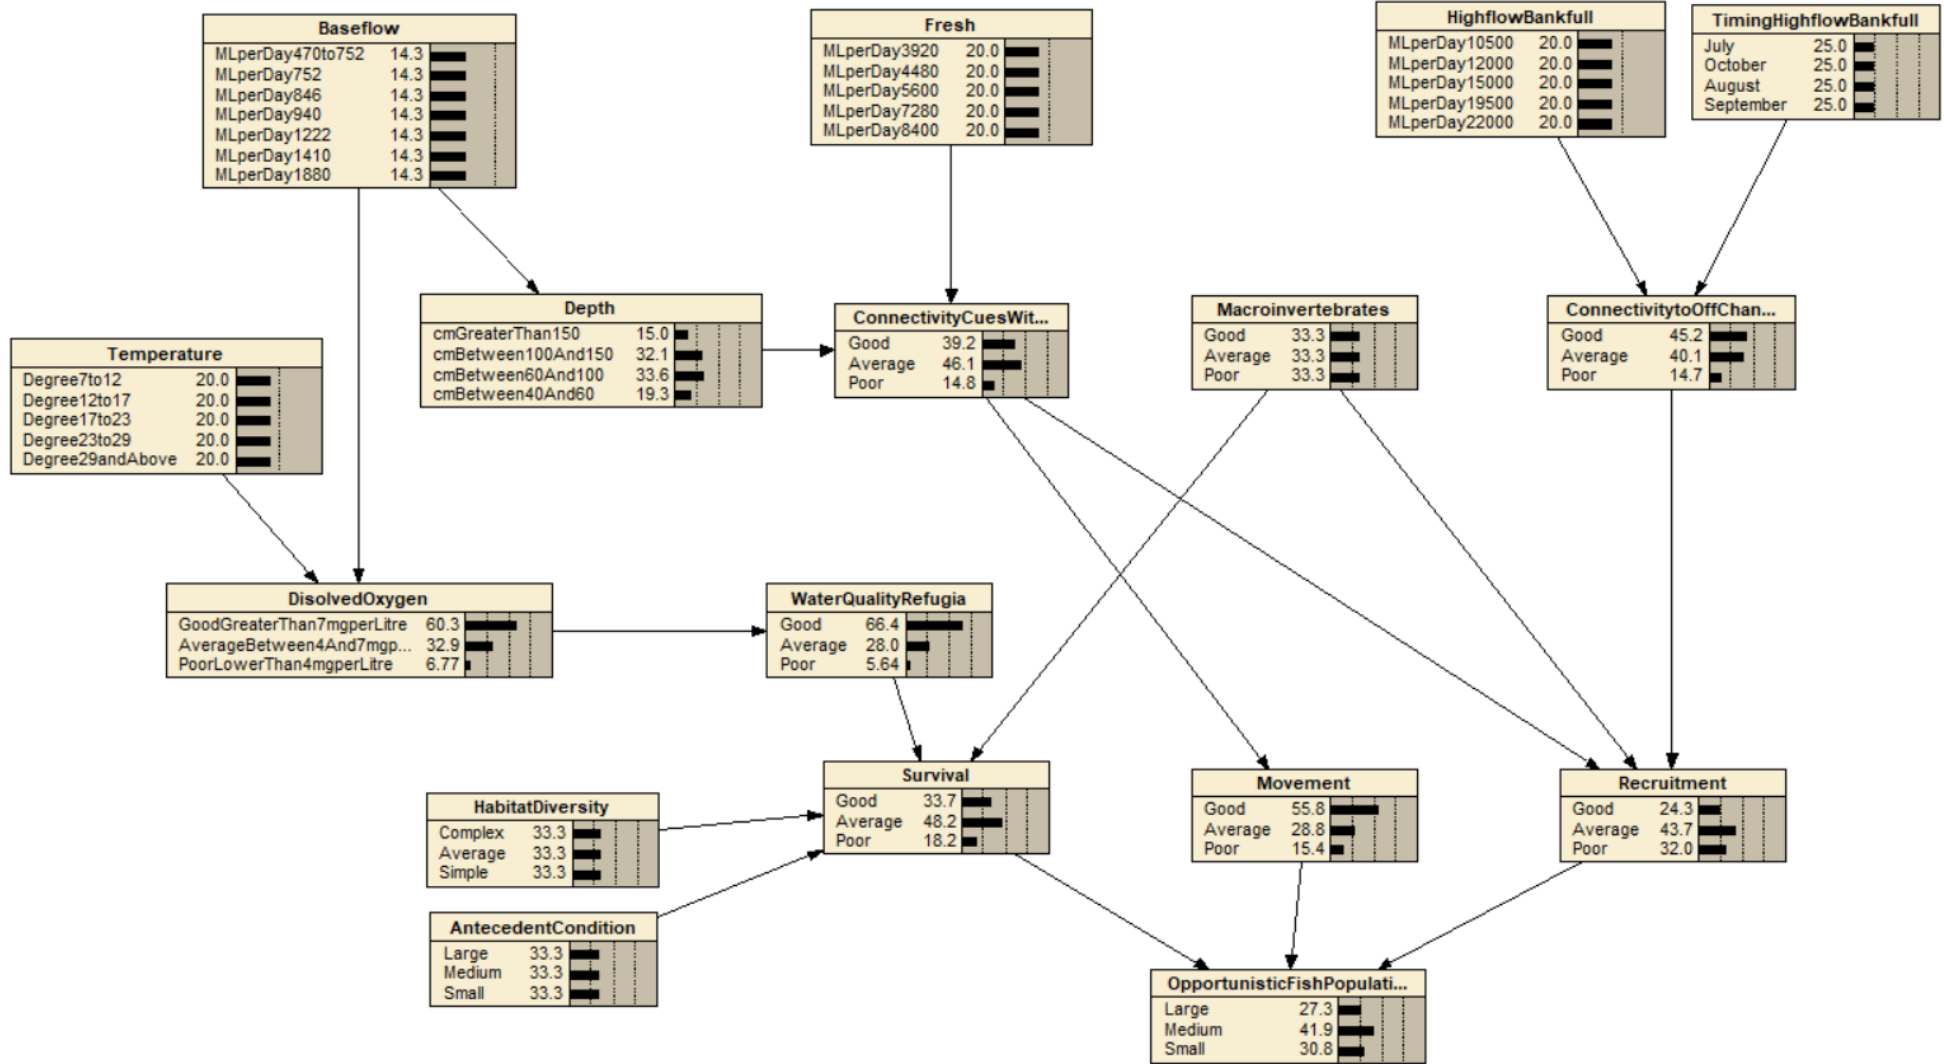 Baseflow
MLperDay470to752 14.3
MLperDay752 14.3
MLperDay846 14.3
MLperDay940 14.3
MLperDay1222 14.3
MLperDay1410 14.3
MLperDay1880 14.3
Fresh
MLperDay3920 20.0
MLperDay4480 20.0
MLperDay5600 20.0
MLperDay7280 20.0
MLperDay8400 20.0
HighflowBankfull
MLperDay10500 20.0
MLperDay12000 20.0
MLperDay15000 20.0
MLperDay19500 20.0
MLperDay22000 20.0
TimingHighflowBankfull
July 25.0
October 25.0
August 25.0
September 25.0
Depth
cmGreaterThan150 15.0
cmBetween100And150 32.1
cmBetween60And100 33.6
cmBetween40And60 19.3
ConnectivityCuesWit...
Good 39.2
Average 46.1
Poor 14.8
Macroinvertebrates
Good 33.3
Average 33.3
Poor 33.3
ConnectivitytoOffChan...
Good 45.2
Average 40.1
Poor 14.7
Temperature
Degree7to12 20.0
Degree12to17 20.0
Degree17to23 20.0
Degree23to29 20.0
Degree29andAbove 20.0
DisolvedOxygen
GoodGreaterThan7mgperLitre 60.3
AverageBetween4And7mgp... 32.9
PoorLowerThan4mgperLitre 6.77
WaterQualityRefugia
Good 66.4
Average 28.0
Poor 5.64
HabitatDiversity
Complex 33.3
Average 33.3
Simple 33.3
Survival
Good 33.7
Average 48.2
Poor 18.2
Movement
Good 55.8
Average 28.8
Poor 15.4
Recruitment
Good 24.3
Average 43.7
Poor 32.0
AntecedentCondition
Large 33.3
Medium 33.3
Small 33.3
OpportunisticFishPopulati...
Large 27.3
Medium 41.9
Small 30.8